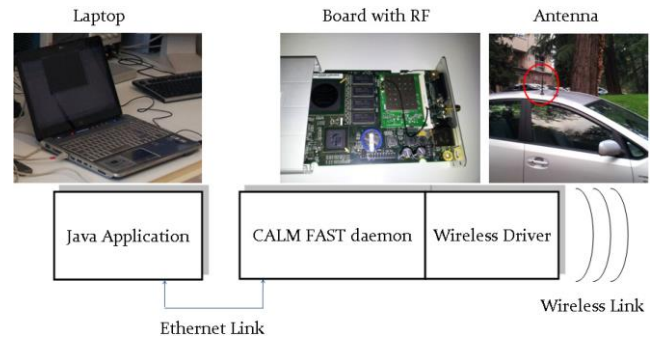 Laptop
Board with RF
Antenna
Java Application
CALM FAST daemon
Wireless Driver
Wireless Link
Ethernet Link